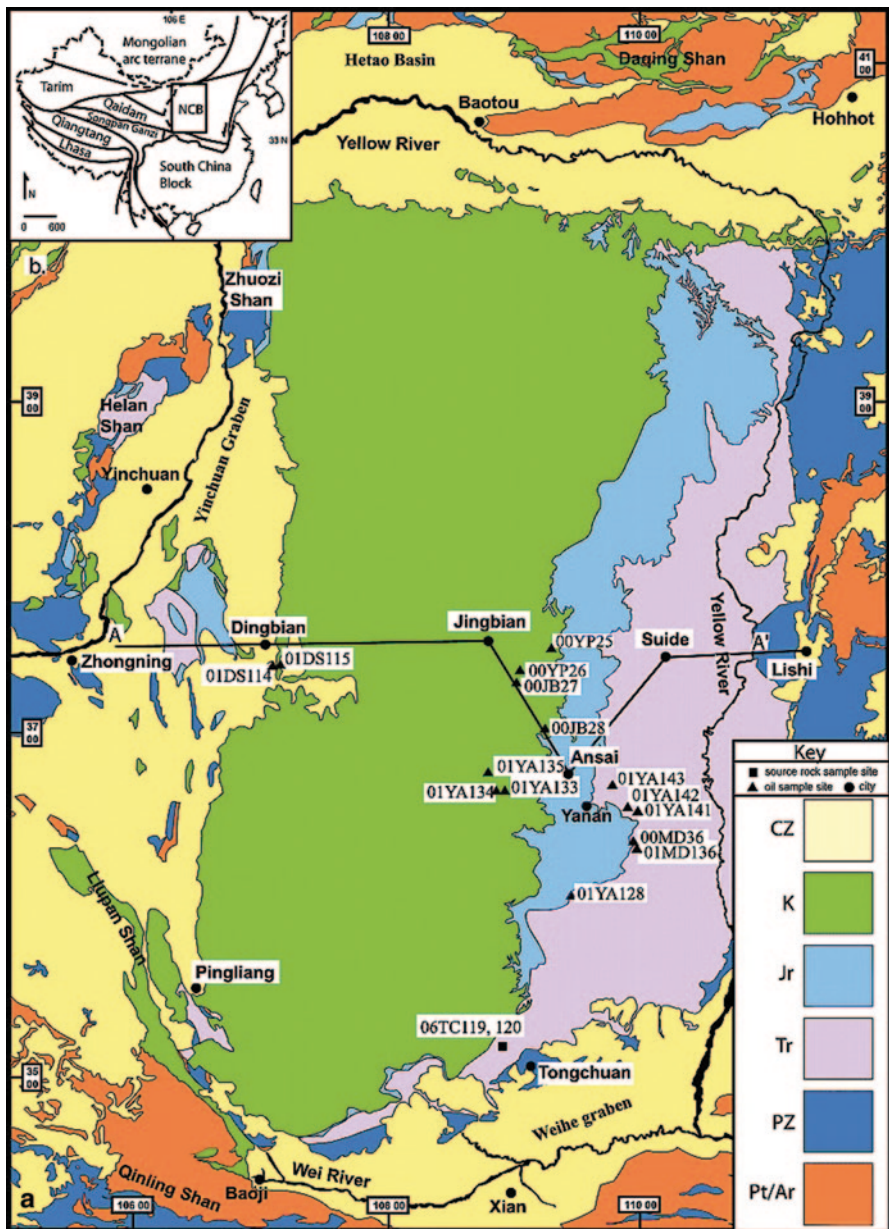 106 E
Mongolian
arc terrane
Tarim
Qaidam
NCB
Songpan Ganzi
Qiangtang
33 N
Lhasa
South China
Block
N
0 600
b.
108 00
110 00
41
00
Hetao Basin
Daqing Shan
Baotou
Hohhot
Yellow River
Zhuozi
Shan
39
00
39
00
Helan
Shan
Yinchuan
Yinchuan Graben
A
Dingbian
Jingbian
00YP25
Suide
Yellow River
A'
Zhongning
01DS115
01DS114
00YP26
00JB27
Lishi
37
00
37
00
00JB28
Ansai
01YA135
01YA134
01YA133
01YA143
01YA142
01YA141
Yanan
00MD36
01MD136
01YA128
Liupan Shan
Pingliang
06TC119, 120
35
00
Tongchuan
Weihe graben
Wei River
Qinling Shan
Baoji
Xian
a
106 00
108 00
110 00
Key
source rock sample site
oil sample site
city
CZ
K
Jr
Tr
PZ
Pt/Ar